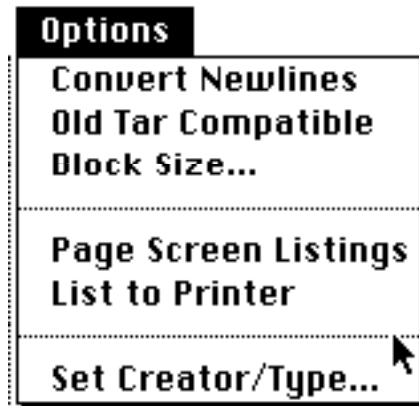 Options
Convert Newlines
Old Tar Compatible
Block Size...
Page Screen Listings
List to Printer
Set Creator/Type...